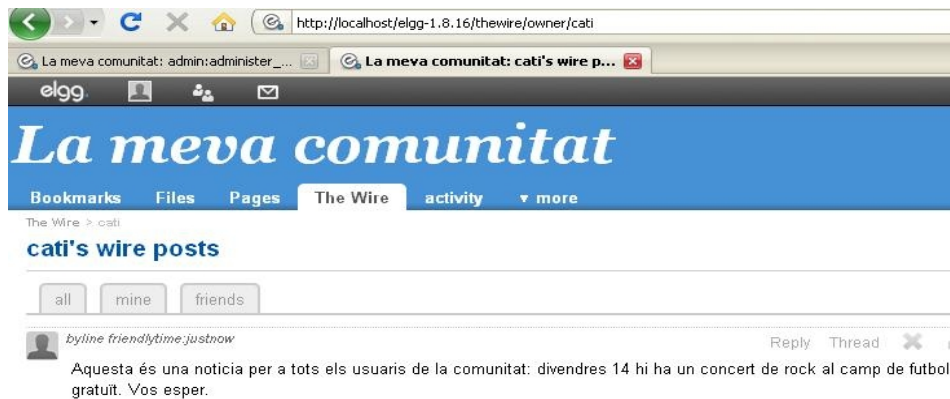 http://localhost/elgg-1.8.16/thewire/owner/cati
La meva comunitat: admin:administer_...
La meva comunitat: cati's wire p...
elgg.
La meva comunitat
Bookmarks Files Pages The Wire activity ▾ more
The Wire > cati
cati's wire posts
all mine friends
byline friendlytime:justnow Reply Thread
Aquesta és una noticia per a tots els usuaris de la comunitat: divendres 14 hi ha un concert de rock al camp de futbol
gratuït. Vos esper.